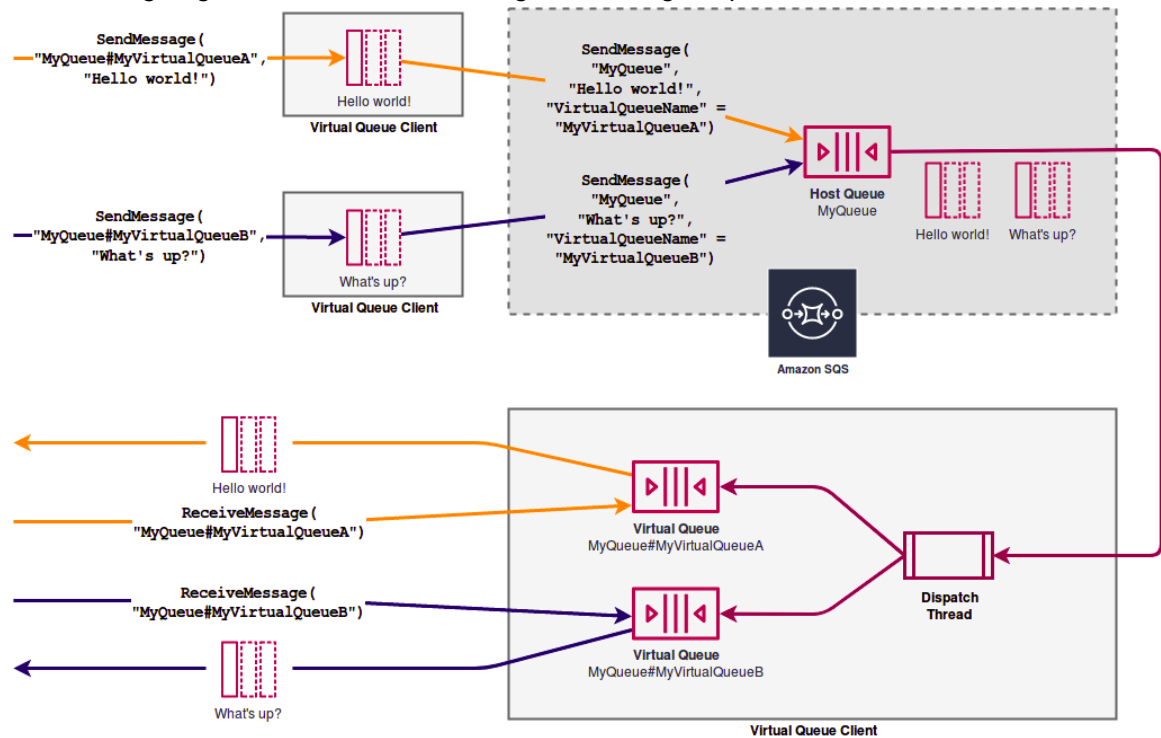 SendMessage(
"MyQueue#MyVirtualQueueA",
"Hello world!")
Hello world!
Virtual Queue Client
SendMessage(
"MyQueue",
"Hello world!",
"VirtualQueueName" =
"MyVirtualQueueA")
SendMessage(
"MyQueue#MyVirtualQueueB",
"What's up?")
What's up?
Virtual Queue Client
SendMessage(
"MyQueue",
"What's up?",
"VirtualQueueName" =
"MyVirtualQueueB")
Host Queue
MyQueue
Hello world!
What's up?
Amazon SQS
Hello world!
ReceiveMessage(
"MyQueue#MyVirtualQueueA")
Virtual Queue
MyQueue#MyVirtualQueueA
ReceiveMessage(
"MyQueue#MyVirtualQueueB")
What's up?
Virtual Queue
MyQueue#MyVirtualQueueB
Dispatch
Thread
Virtual Queue Client